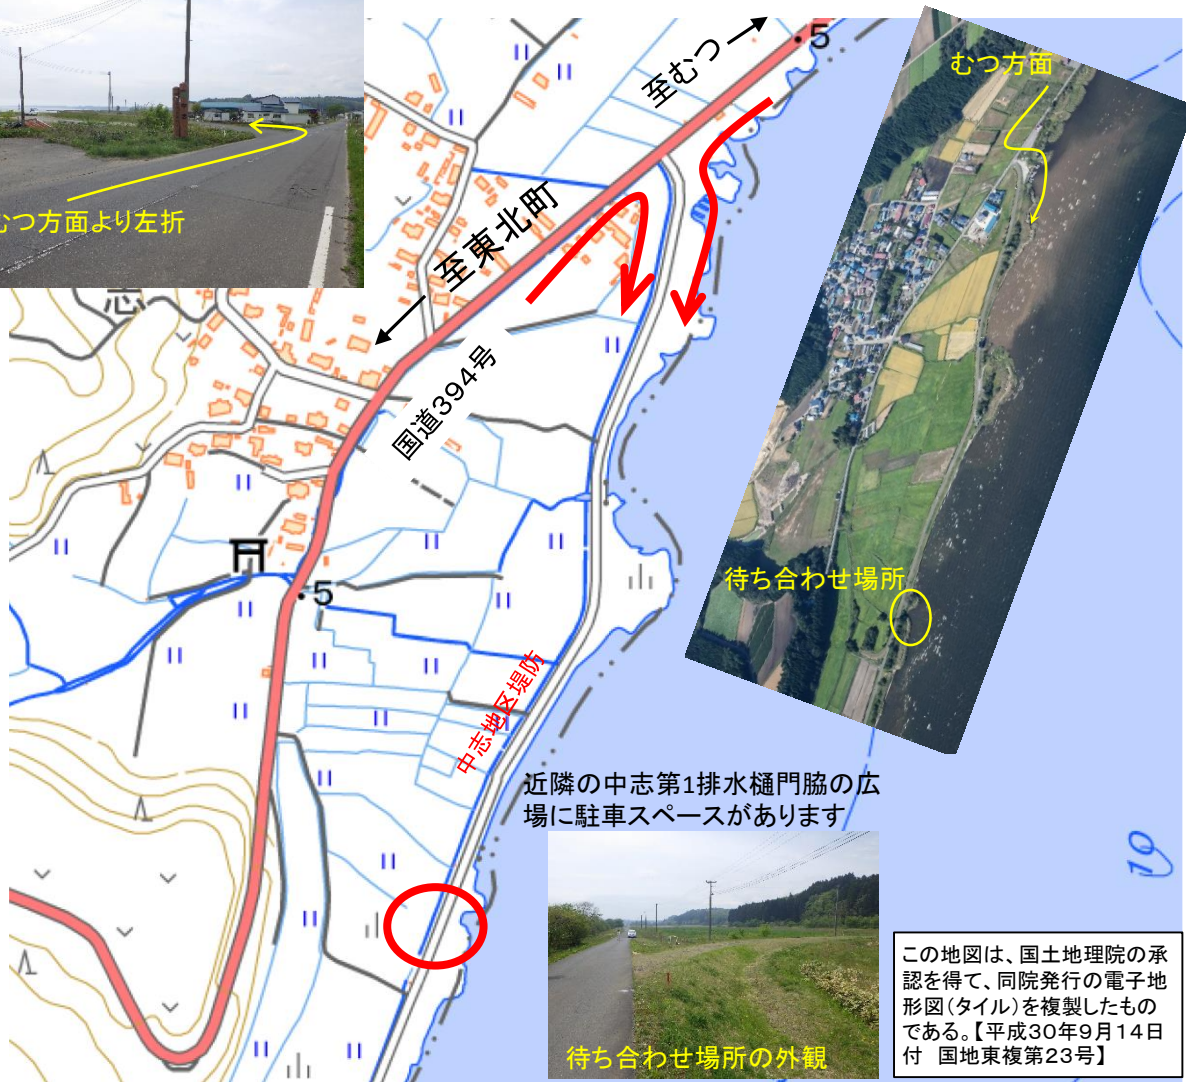 むつ方面より左折
至むつ
5
むつ方面
至東北町
志
国道394号
待ち合わせ場所
5
中志地区堤防
近隣の中志第1排水樋門脇の広
場に駐車スペースがあります
待ち合わせ場所の外観
この地図は、国土地理院の承
認を得て、同院発行の電子地
形図(タイル)を複製したもの
である。【平成30年9月14日
付 国地東複第23号】